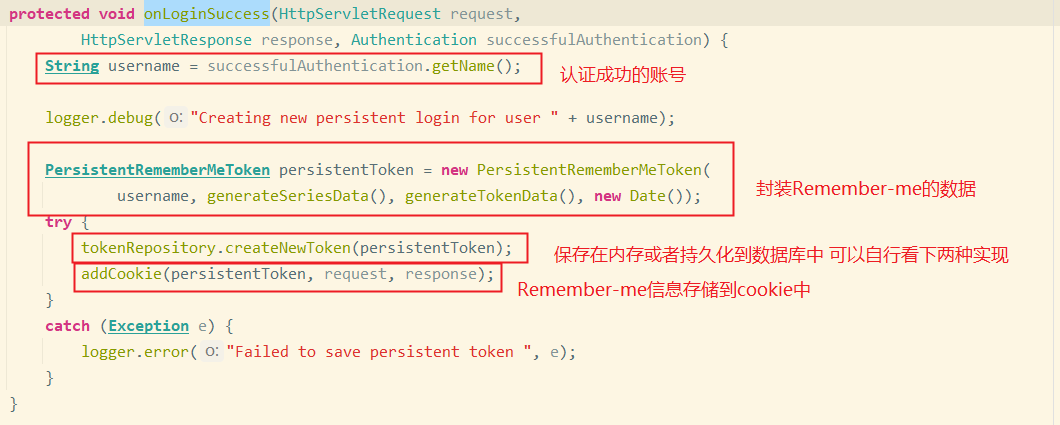 protected void onLoginSuccess(HttpServletRequest request,
HttpServletResponse response, Authentication successfulAuthentication) {
String username = successfulAuthentication.getName();
认证成功的账号
logger.debug( o: "Creating new persistent login for user " + username);
PersistentRememberMeToken persistentToken = new PersistentRememberMeToken(
username, generateSeriesData(), generateTokenData(), new Date());
封装Remember-me的数据
try {
tokenRepository.createNewToken(persistentToken);
保存在内存或者持久化到数据库中 可以自行看下两种实现
addCookie(persistentToken, request, response);
Remember-me信息存储到cookie中
}
catch (Exception e) {
logger.error( o: "Failed to save persistent token ", e);
}
}